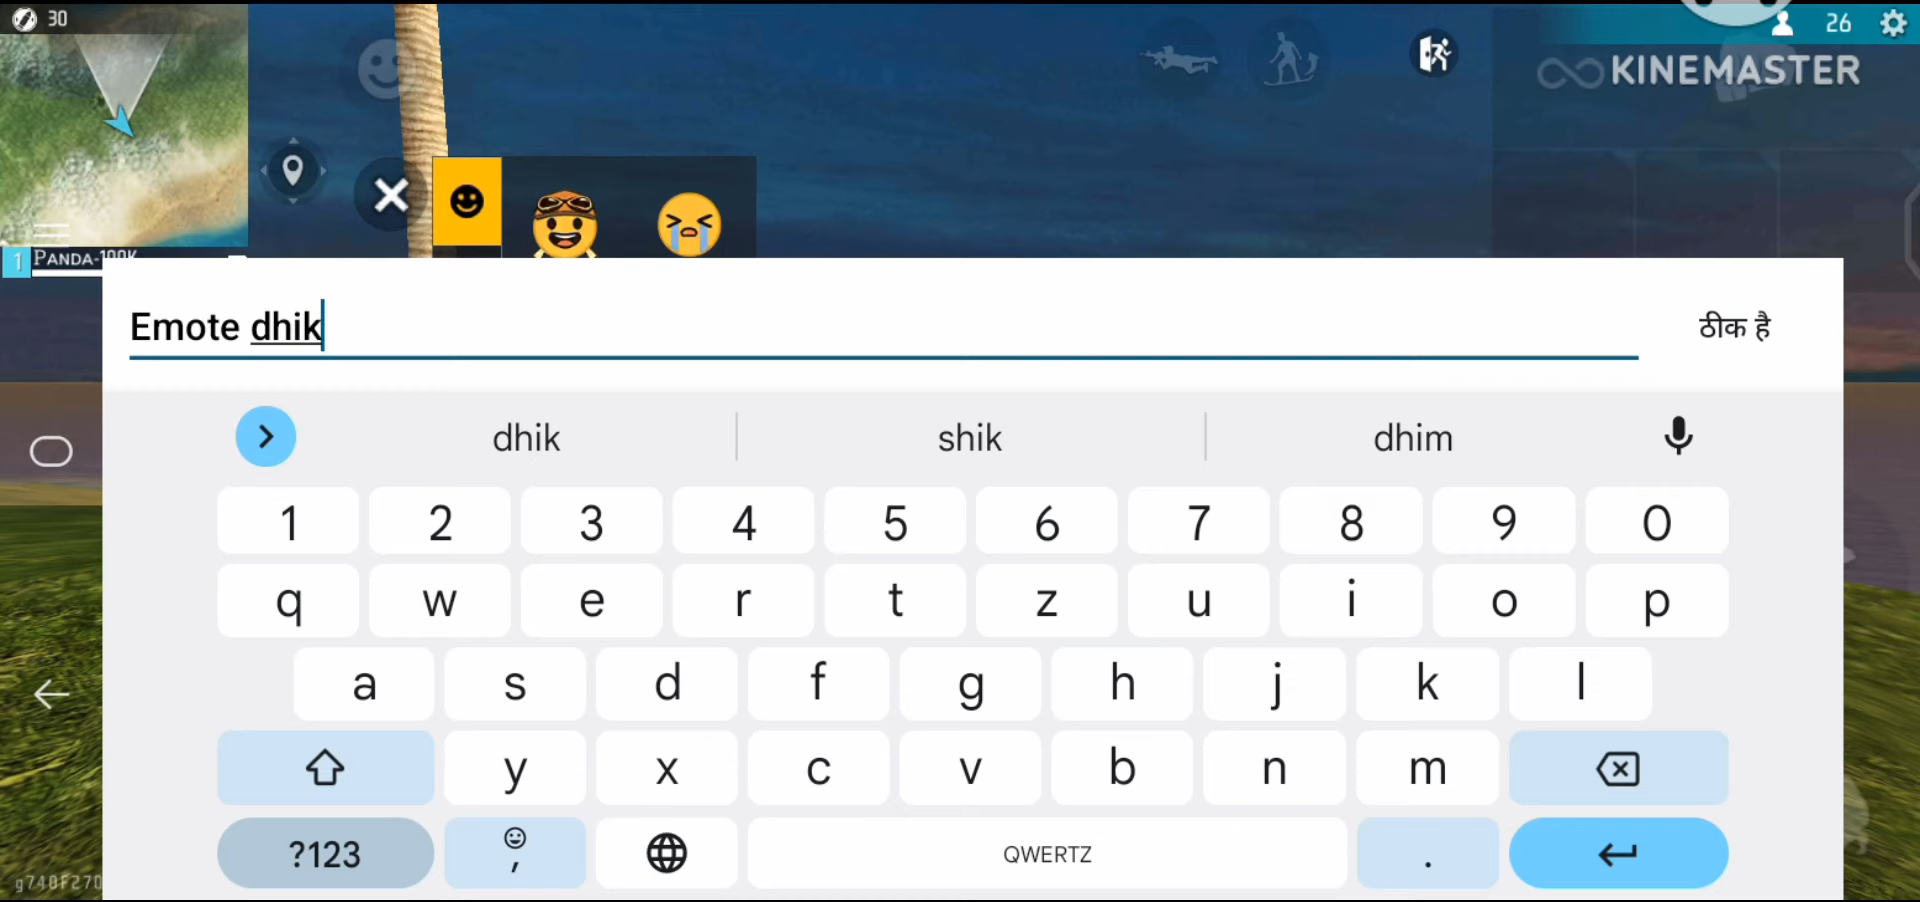 30
26
KINEMASTER
1 PANDA-100K
Emote dhik
ठीक है
dhik shik dhim
1 2 3 4 5 6 7 8 9 0
q w e r t z u i o p
a s d f g h j k l
y x c v b n m
?123 , QWERTZ .